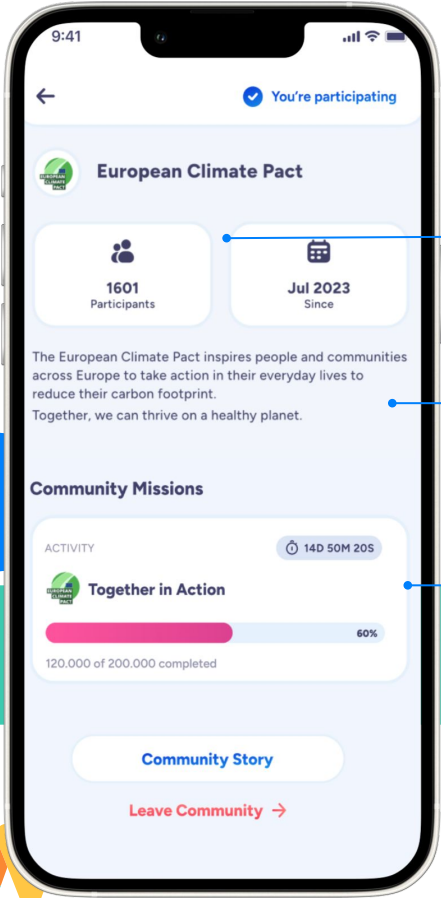 9:41
You're participating
EUROPEAN
CLIMATE
PACT
European Climate Pact
1601
Participants
Jul 2023
Since
The European Climate Pact inspires people and communities
across Europe to take action in their everyday lives to
reduce their carbon footprint.
Together, we can thrive on a healthy planet.
Community Missions
ACTIVITY
14D 50M 20S
EUROPEAN
CLIMATE
PACT
Together in Action
60%
120.000 of 200.000 completed
Community Story
Leave Community →